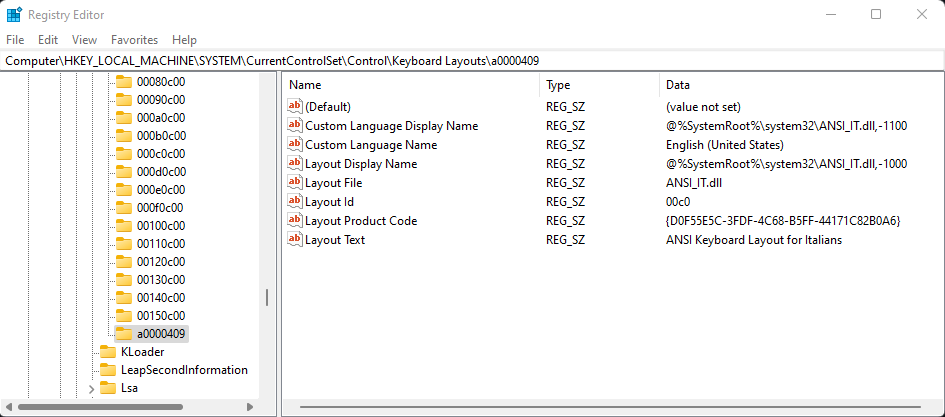 Registry Editor
File Edit View Favorites Help
Computer\HKEY_LOCAL_MACHINE\SYSTEM\CurrentControlSet\Control\Keyboard Layouts\a0000409
00080c00
00090c00
000a0c00
000b0c00
000c0c00
000d0c00
000e0c00
000f0c00
00100c00
00110c00
00120c00
00130c00
00140c00
00150c00
a0000409
KLoader
LeapSecondInformation
Lsa
Name Type Data
(Default) REG_SZ (value not set)
Custom Language Display Name REG_SZ @%SystemRoot%\system32\ANSI_IT.dll,-1100
Custom Language Name REG_SZ English (United States)
Layout Display Name REG_SZ @%SystemRoot%\system32\ANSI_IT.dll,-1000
Layout File REG_SZ ANSI_IT.dll
Layout Id REG_SZ 00c0
Layout Product Code REG_SZ {D0F55E5C-3FDF-4C68-B5FF-44171C82B0A6}
Layout Text REG_SZ ANSI Keyboard Layout for Italians